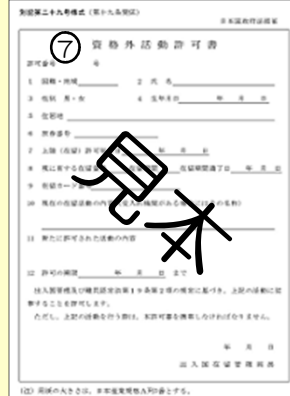 別記第二十九号様式（第十九条関係）
日本国政府法務省
⑦
資格外活動許可書
許可番号 号
1 国籍・地域
2 氏名
3 性別 男・女
4 生年月日 年 月 日
5 住居地
6 旅券番号
7 上陸（在留）許可 年 月 日
8 現に有する在留資格 在留期間 在留期間満了日 年 月 日
9 在留カード番号
10 現在の在留活動の内容
11 新たに許可された活動の内容
12 許可の期限 年 月 日 まで
出入国管理及び難民認定法第19条第2項の規定に基づき、上記の活動に従
事することを許可します。
ただし、上記の活動を行う際は、本許可書を携帯しなければなりません。
年 月 日
出入国在留管理局長
(注) 用紙の大きさは、日本産業規格A列5番とする。
見本